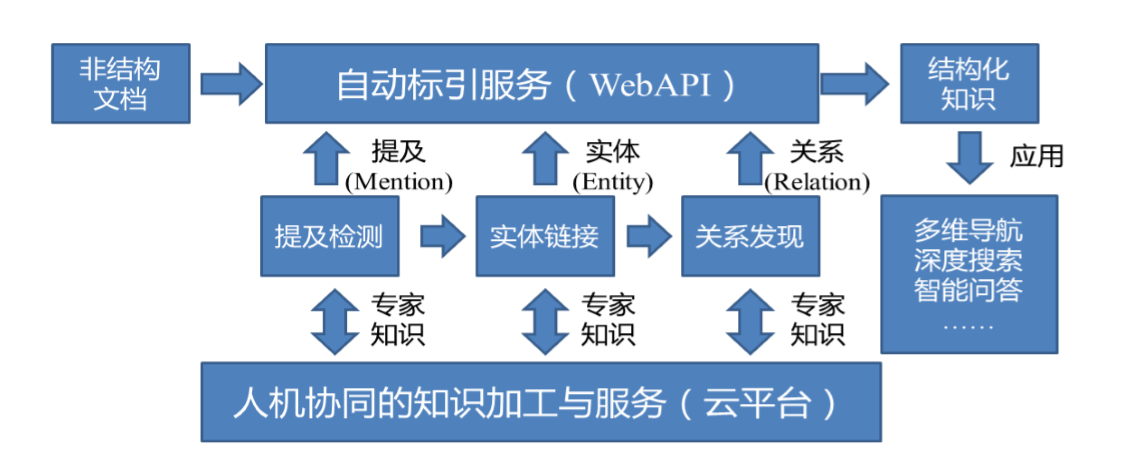 非结构
文档
自动标引服务（WebAPI）
结构化
知识
提及
(Mention)
实体
(Entity)
关系
(Relation)
应用
提及检测
实体链接
关系发现
多维导航
深度搜索
智能问答
……
专家
知识
专家
知识
专家
知识
人机协同的知识加工与服务（云平台）